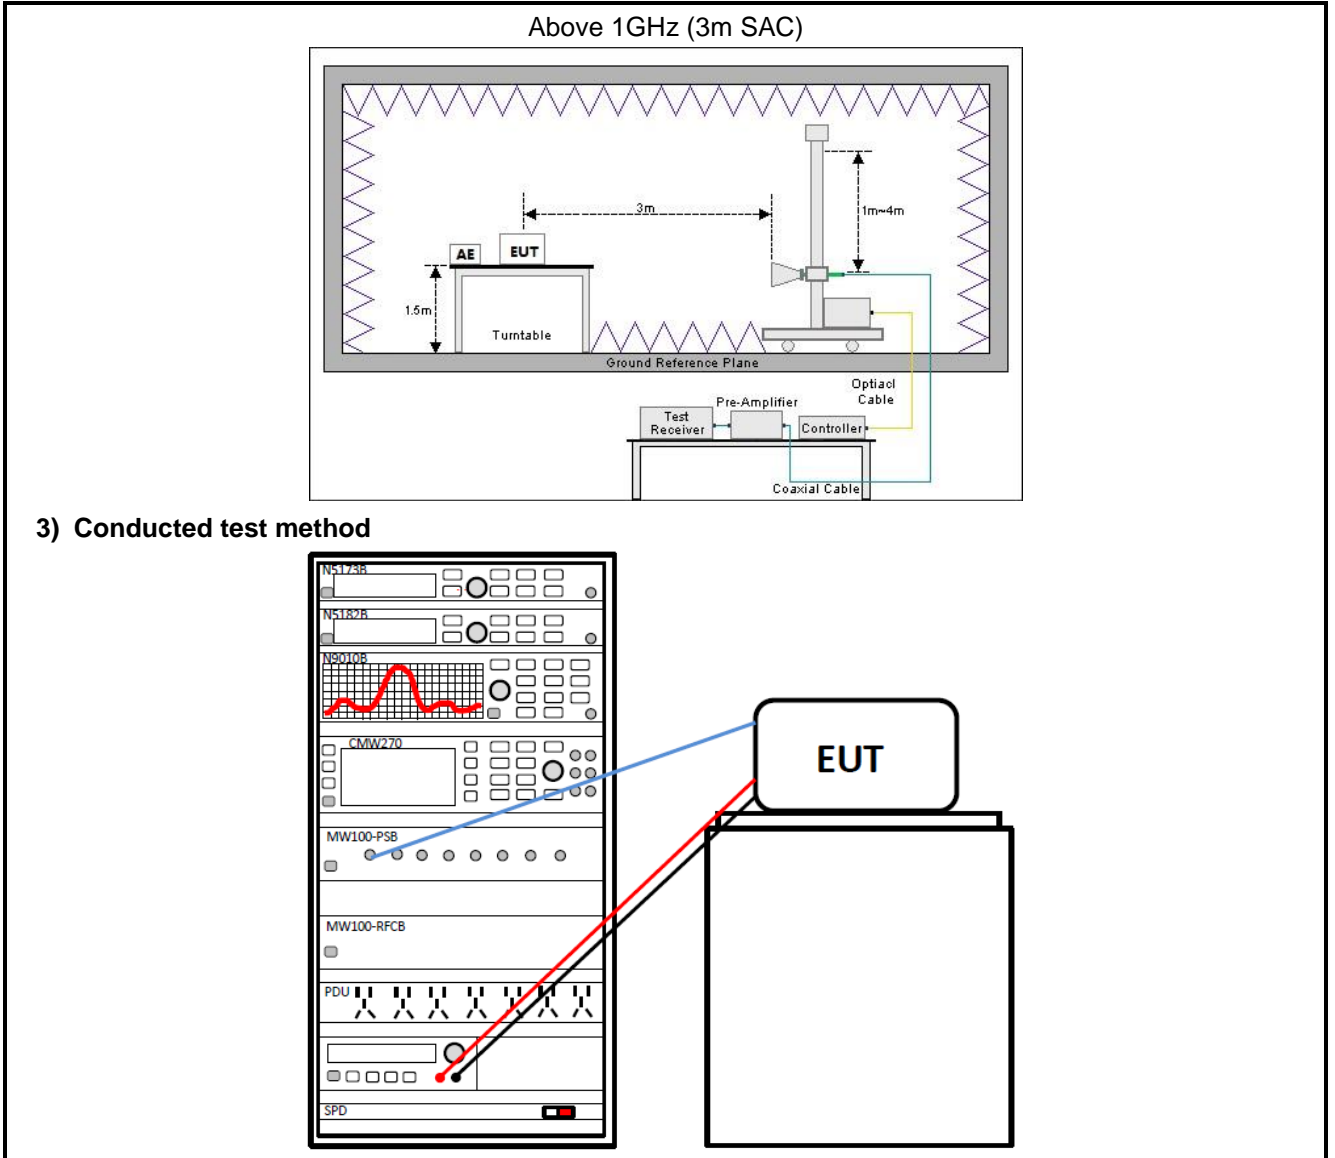 Above 1GHz (3m SAC)
3m
1m~4m
AE
EUT
1.5m
Turntable
Ground Reference Plane
Optiacl
Cable
Pre-Amplifier
Test
Receiver
Controller
Coaxial Cable
3) Conducted test method
N5173B
N5182B
N9010B
CMW270
EUT
MW100-PSB
MW100-RFCB
PDU
SPD